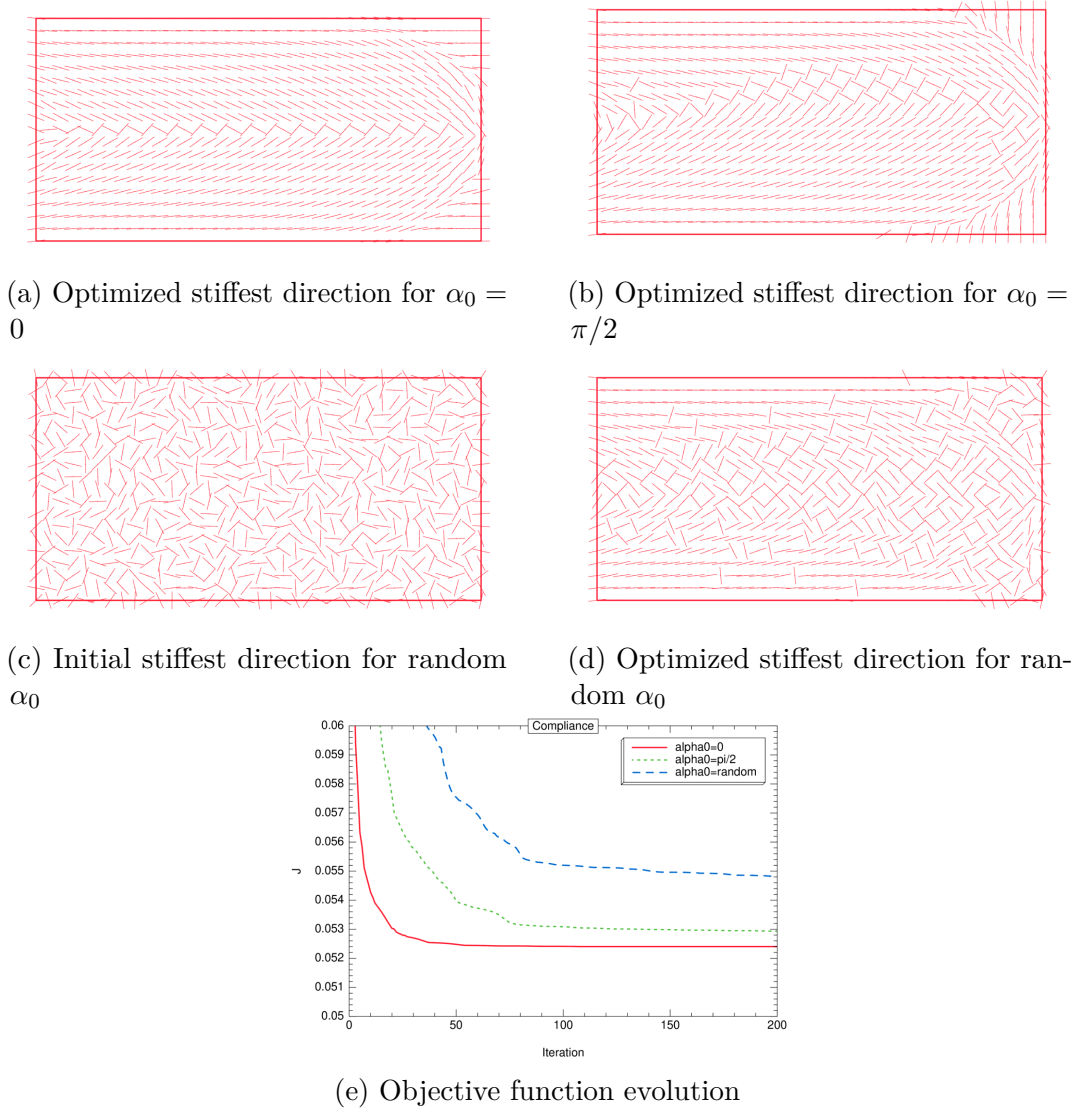 (a) Optimized stiffest direction for α₀ =
0
(b) Optimized stiffest direction for α₀ =
π/2
(c) Initial stiffest direction for random
α₀
(d) Optimized stiffest direction for ran-
dom α₀
Compliance
0.06
0.059
0.058
0.057
0.056
0.055
0.054
0.053
0.052
0.051
0.05
J
alpha0=0
alpha0=pi/2
alpha0=random
0 50 100 150 200
Iteration
(e) Objective function evolution